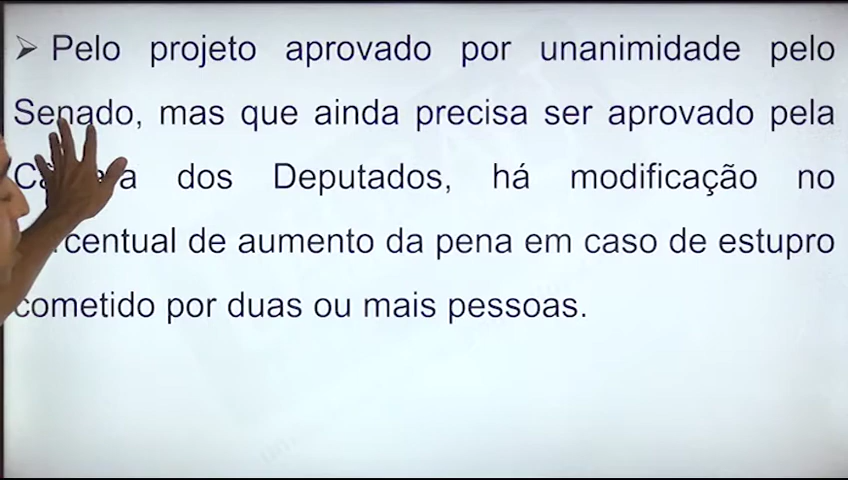 ➢ Pelo projeto aprovado por unanimidade pelo
Senado, mas que ainda precisa ser aprovado pela
dos Deputados, há modificação no
de aumento da pena em caso de estupro
cometido por duas ou mais pessoas.